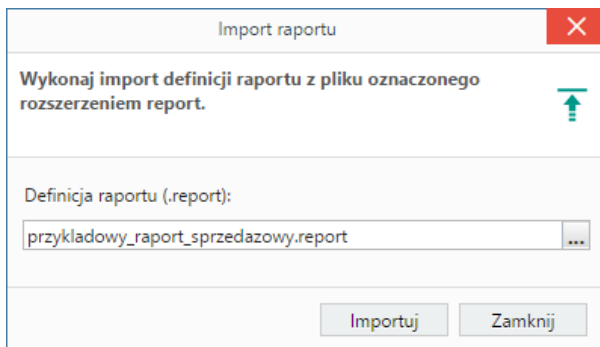 Import raportu
Wykonaj import definicji raportu z pliku oznaczonego
rozszerzeniem report.
Definicja raportu (.report):
przykladowy_raport_sprzedazowy.report
...
Importuj Zamknij